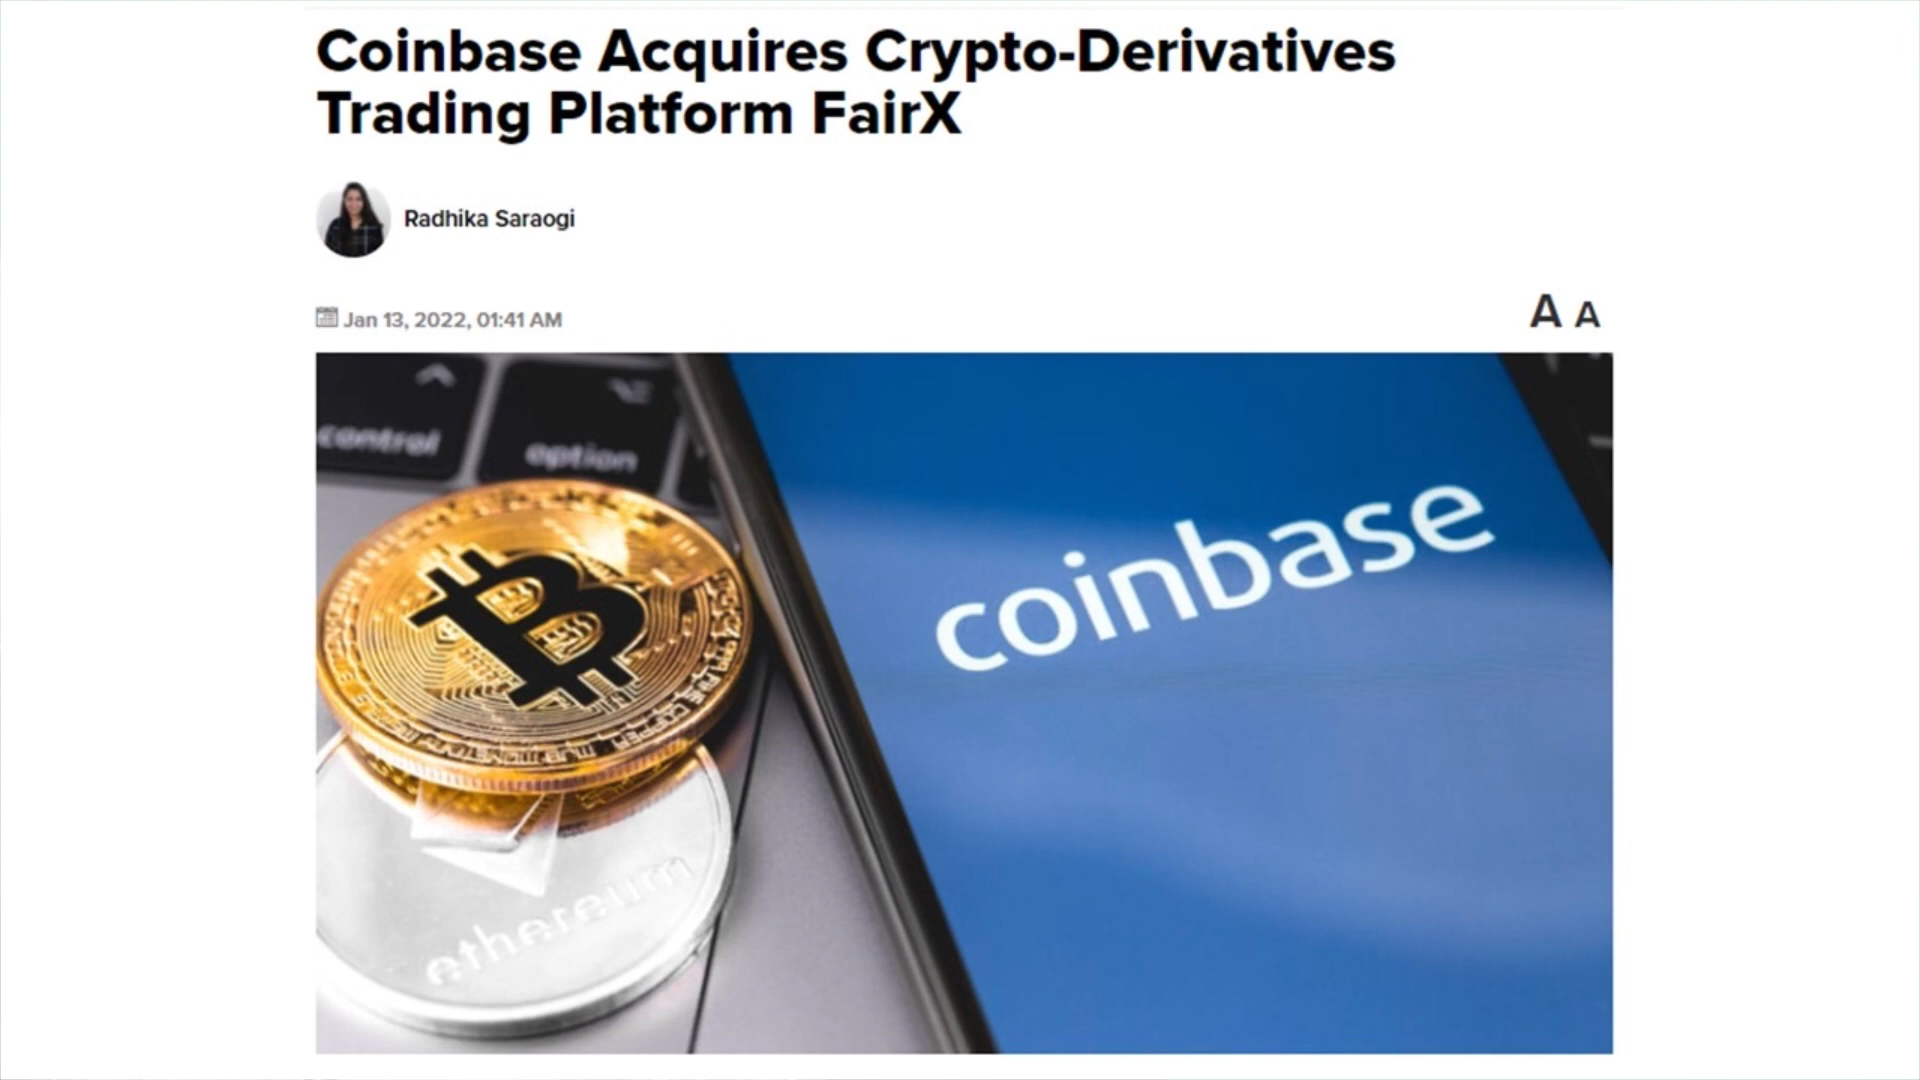 Coinbase Acquires Crypto-Derivatives
Trading Platform FairX
Radhika Saraogi
Jan 13, 2022, 01:41 AM
A A
control
option
coinbase
ethereum